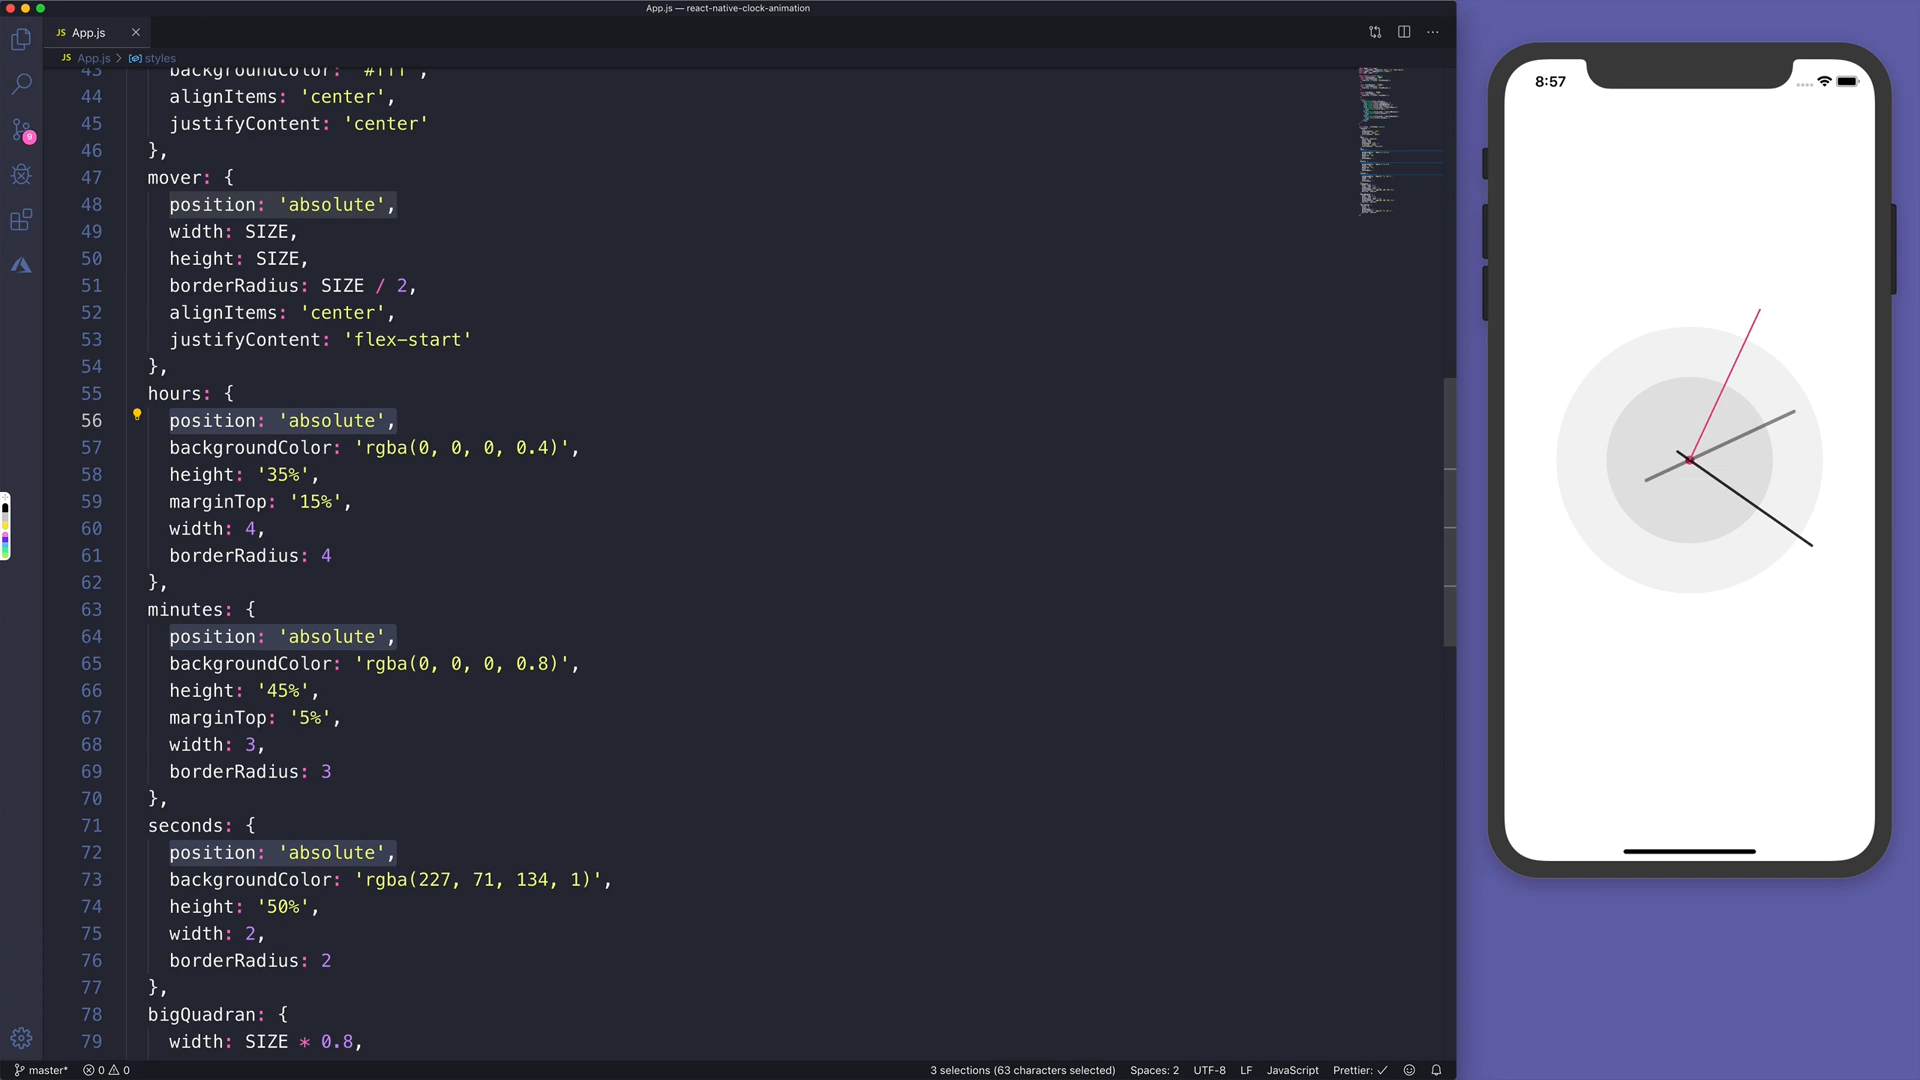 App.js — react-native-clock-animation
JS App.js
JS App.js > styles
43 backgroundColor: '#fff',
44 alignItems: 'center',
45 justifyContent: 'center'
46 },
47 mover: {
48 position: 'absolute',
49 width: SIZE,
50 height: SIZE,
51 borderRadius: SIZE / 2,
52 alignItems: 'center',
53 justifyContent: 'flex-start'
54 },
55 hours: {
56 position: 'absolute',
57 backgroundColor: 'rgba(0, 0, 0, 0.4)',
58 height: '35%',
59 marginTop: '15%',
60 width: 4,
61 borderRadius: 4
62 },
63 minutes: {
64 position: 'absolute',
65 backgroundColor: 'rgba(0, 0, 0, 0.8)',
66 height: '45%',
67 marginTop: '5%',
68 width: 3,
69 borderRadius: 3
70 },
71 seconds: {
72 position: 'absolute',
73 backgroundColor: 'rgba(227, 71, 134, 1)',
74 height: '50%',
75 width: 2,
76 borderRadius: 2
77 },
78 bigQuadran: {
79 width: SIZE * 0.8,
9
master* 0 0
3 selections (63 characters selected) Spaces: 2 UTF-8 LF JavaScript Prettier: ✓
8:57